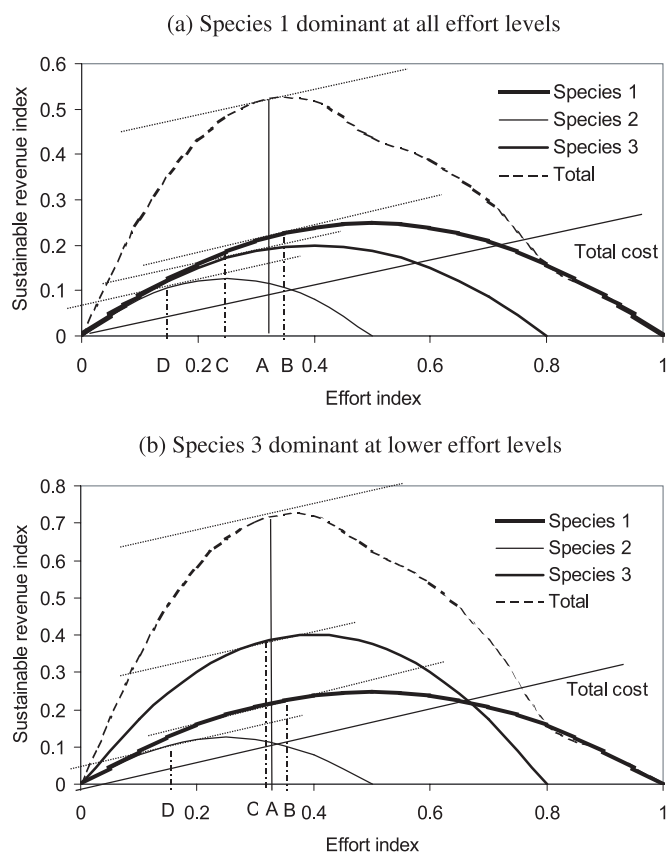 (a) Species 1 dominant at all effort levels
0.6
0.5
0.4
0.3
0.2
0.1
0
Sustainable revenue index
Species 1
Species 2
Species 3
Total
Total cost
0 D 0.2 C A B 0.4 0.6 0.8 1
Effort index
(b) Species 3 dominant at lower effort levels
0.8
0.7
0.6
0.5
0.4
0.3
0.2
0.1
0
Sustainable revenue index
Species 1
Species 2
Species 3
Total
Total cost
0 D 0.2 C A B 0.4 0.6 0.8 1
Effort index